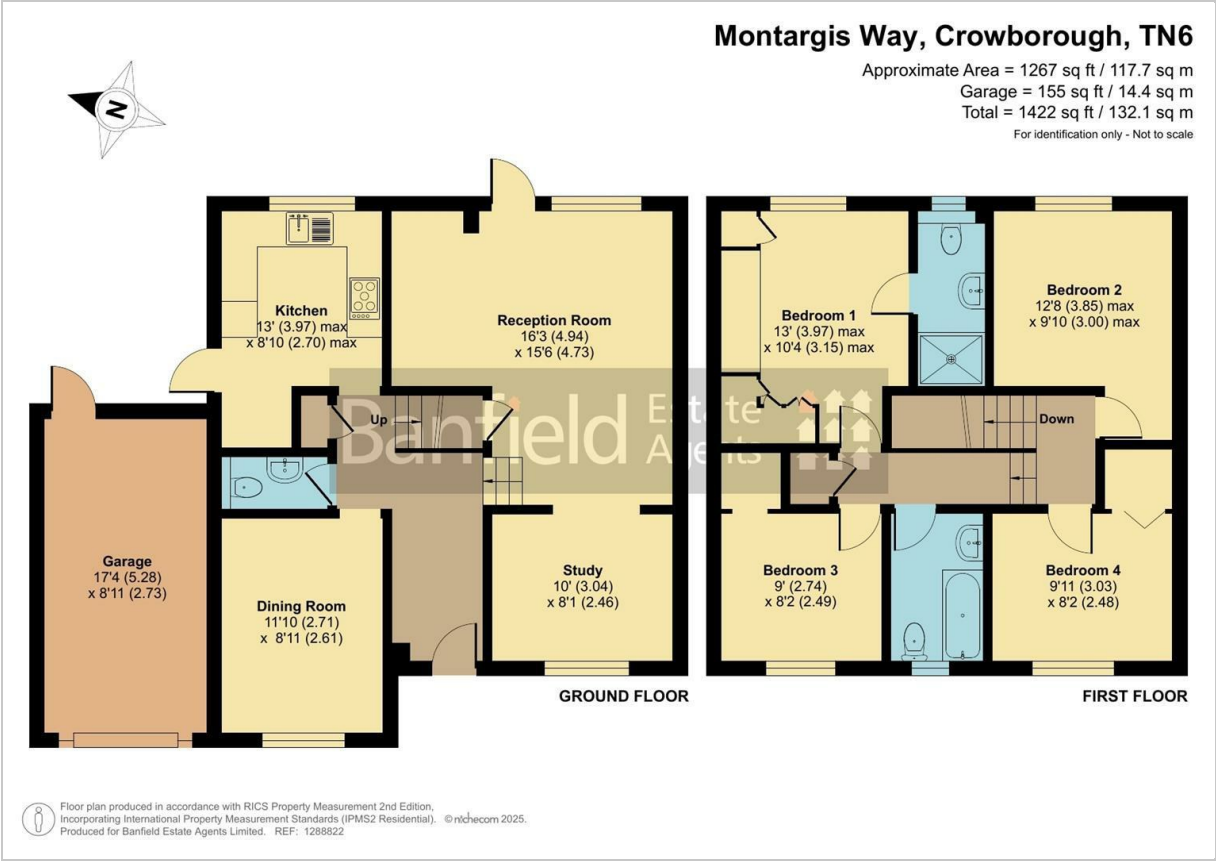 Montargis Way, Crowborough, TN6
Approximate Area = 1267 sq ft / 117.7 sq m
Garage = 155 sq ft / 14.4 sq m
Total = 1422 sq ft / 132.1 sq m
For identification only - Not to scale
N
Kitchen
13' (3.97) max
x 8'10 (2.70) max
Reception Room
16'3 (4.94)
x 15'6 (4.73)
Up
Garage
17'4 (5.28)
x 8'11 (2.73)
Dining Room
11'10 (2.71)
x 8'11 (2.61)
Study
10' (3.04)
x 8'1 (2.46)
GROUND FLOOR
Bedroom 1
13' (3.97) max
x 10'4 (3.15) max
Bedroom 2
12'8 (3.85) max
x 9'10 (3.00) max
Down
Bedroom 3
9' (2.74)
x 8'2 (2.49)
Bedroom 4
9'11 (3.03)
x 8'2 (2.48)
FIRST FLOOR
Banfield Estate
Agents
Floor plan produced in accordance with RICS Property Measurement 2nd Edition,
Incorporating International Property Measurement Standards (IPMS2 Residential). © nichecom 2025.
Produced for Banfield Estate Agents Limited. REF: 1288822